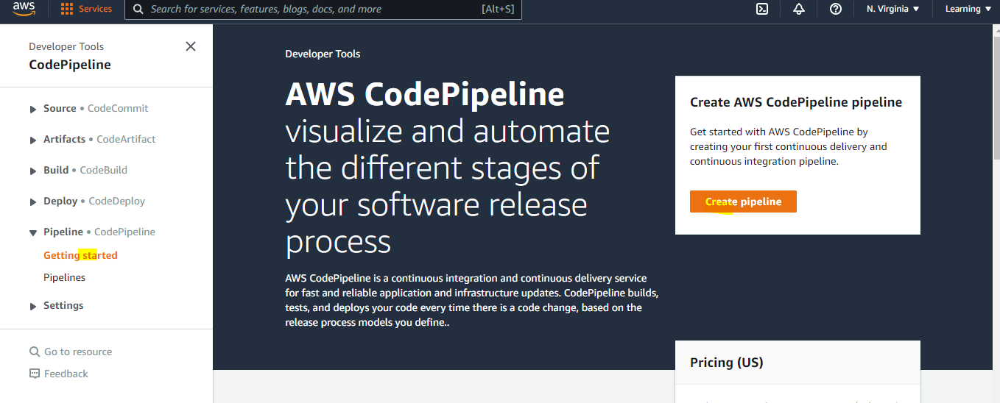 aws
Services
Search for services, features, blogs, docs, and more
[Alt+S]
N. Virginia
Learning
Developer Tools
CodePipeline
Source • CodeCommit
Artifacts • CodeArtifact
Build • CodeBuild
Deploy • CodeDeploy
Pipeline • CodePipeline
Getting started
Pipelines
Settings
Go to resource
Feedback
Developer Tools
AWS CodePipeline
visualize and automate
the different stages of
your software release
process
AWS CodePipeline is a continuous integration and continuous delivery service
for fast and reliable application and infrastructure updates. CodePipeline builds,
tests, and deploys your code every time there is a code change, based on the
release process models you define..
Create AWS CodePipeline pipeline
Get started with AWS CodePipeline by
creating your first continuous delivery and
continuous integration pipeline.
Create pipeline
Pricing (US)